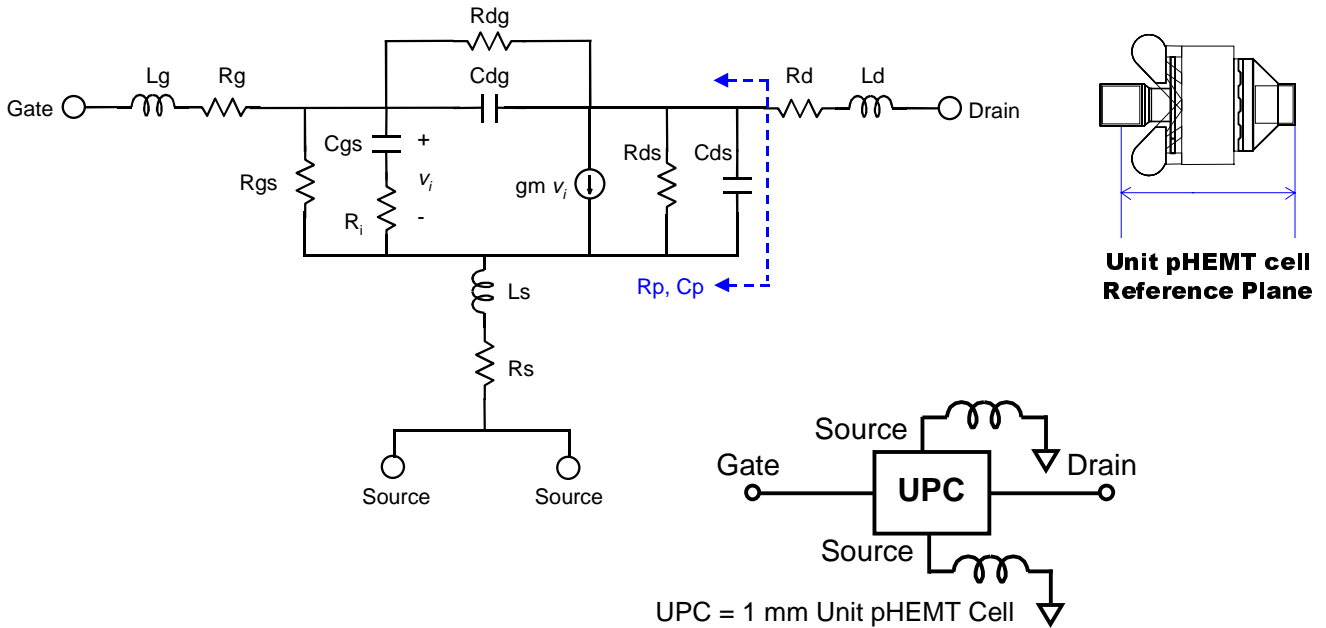 Rdg
Lg
Rg
Cdg
Rd
Ld
Gate
Drain
Cgs
+
Rds
Cds
Rgs
vi
gm vi
Ri
-
Rp, Cp
Ls
Rs
Source
Source
Unit pHEMT cell
Reference Plane
Source
Gate
Drain
UPC
Source
UPC = 1 mm Unit pHEMT Cell